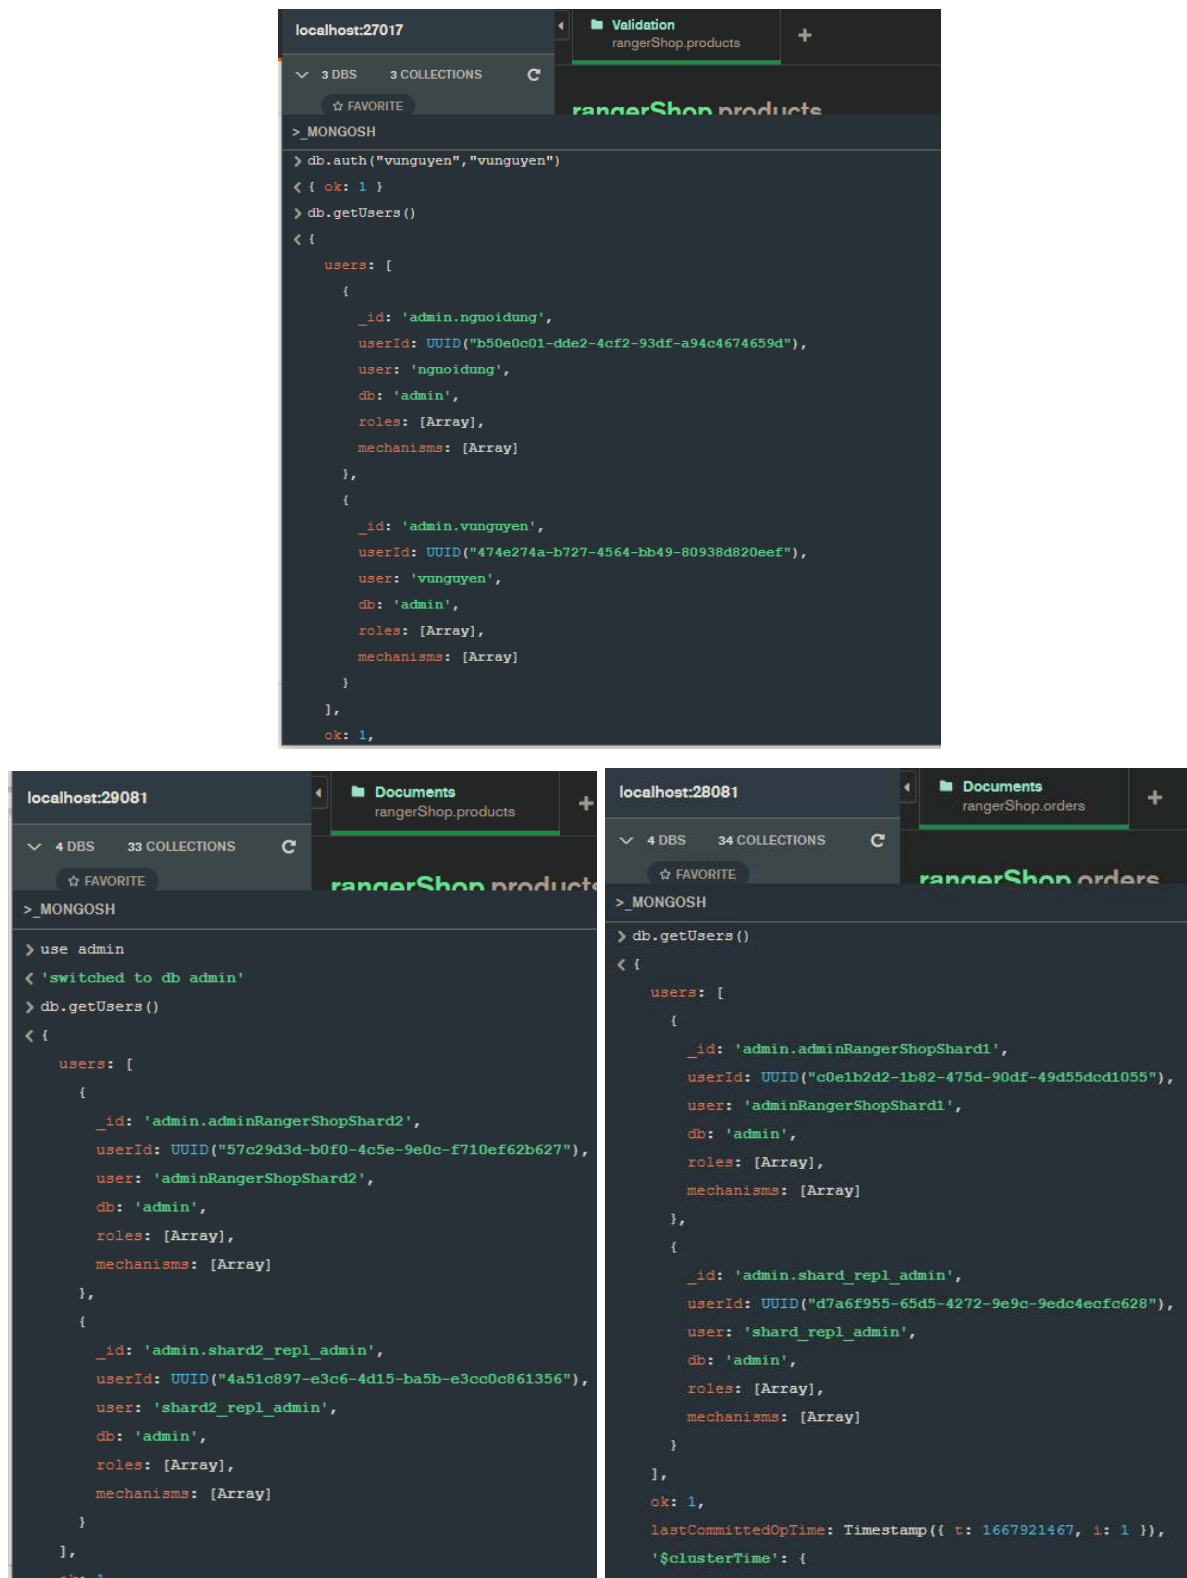 localhost:27017
Validation
rangerShop.products
3 DBS 3 COLLECTIONS
FAVORITE
rangerShop.products
>_MONGOSH
> db.auth("vunguyen","vunguyen")
< { ok: 1 }
> db.getUsers()
< {
users: [
{
_id: 'admin.nguoidung',
userId: UUID("b50e0c01-dde2-4cf2-93df-a94c4674659d"),
user: 'nguoidung',
db: 'admin',
roles: [Array],
mechanisms: [Array]
},
{
_id: 'admin.vunguyen',
userId: UUID("474e274a-b727-4564-bb49-80938d820eef"),
user: 'vunguyen',
db: 'admin',
roles: [Array],
mechanisms: [Array]
}
],
ok: 1,
localhost:29081
Documents
rangerShop.products
4 DBS 33 COLLECTIONS
FAVORITE
rangerShop.products
>_MONGOSH
> use admin
< 'switched to db admin'
> db.getUsers()
< {
users: [
{
_id: 'admin.adminRangerShopShard2',
userId: UUID("57c29d3d-b0f0-4c5e-9e0c-f710ef62b627"),
user: 'adminRangerShopShard2',
db: 'admin',
roles: [Array],
mechanisms: [Array]
},
{
_id: 'admin.shard2_repl_admin',
userId: UUID("4a51c897-e3c6-4d15-ba5b-e3cc0c861356"),
user: 'shard2_repl_admin',
db: 'admin',
roles: [Array],
mechanisms: [Array]
}
],
ok: 1
localhost:28081
Documents
rangerShop.orders
4 DBS 34 COLLECTIONS
FAVORITE
rangerShop.orders
>_MONGOSH
> db.getUsers()
< {
users: [
{
_id: 'admin.adminRangerShopShard1',
userId: UUID("c0e1b2d2-1b82-475d-90df-49d55dcd1055"),
user: 'adminRangerShopShard1',
db: 'admin',
roles: [Array],
mechanisms: [Array]
},
{
_id: 'admin.shard_repl_admin',
userId: UUID("d7a6f955-65d5-4272-9e9c-9edc4ecfc628"),
user: 'shard_repl_admin',
db: 'admin',
roles: [Array],
mechanisms: [Array]
}
],
ok: 1,
lastCommittedOpTime: Timestamp({ t: 1667921467, i: 1 }),
'$clusterTime': {